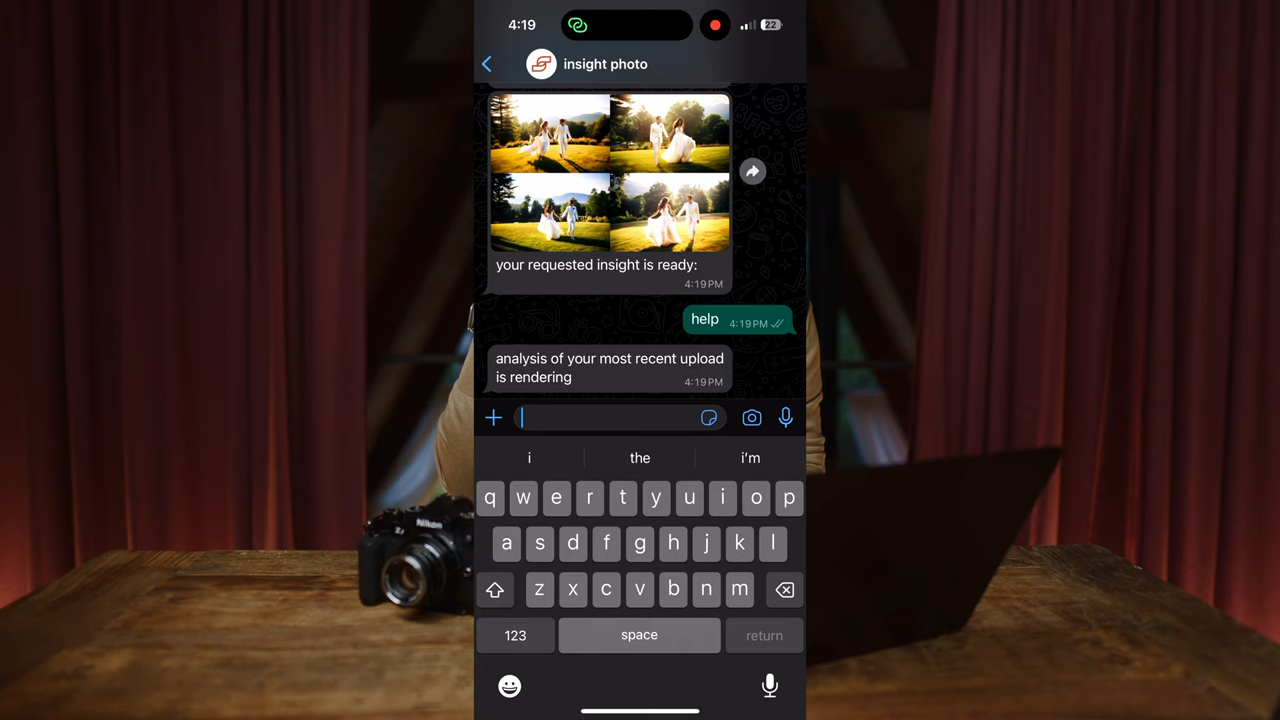 4:19
22
insight photo
your requested insight is ready:
4:19 PM
help 4:19 PM
analysis of your most recent upload
is rendering
4:19 PM
i the i'm
q w e r t y u i o p
a s d f g h j k l
z x c v b n m
123 space return
Nikon